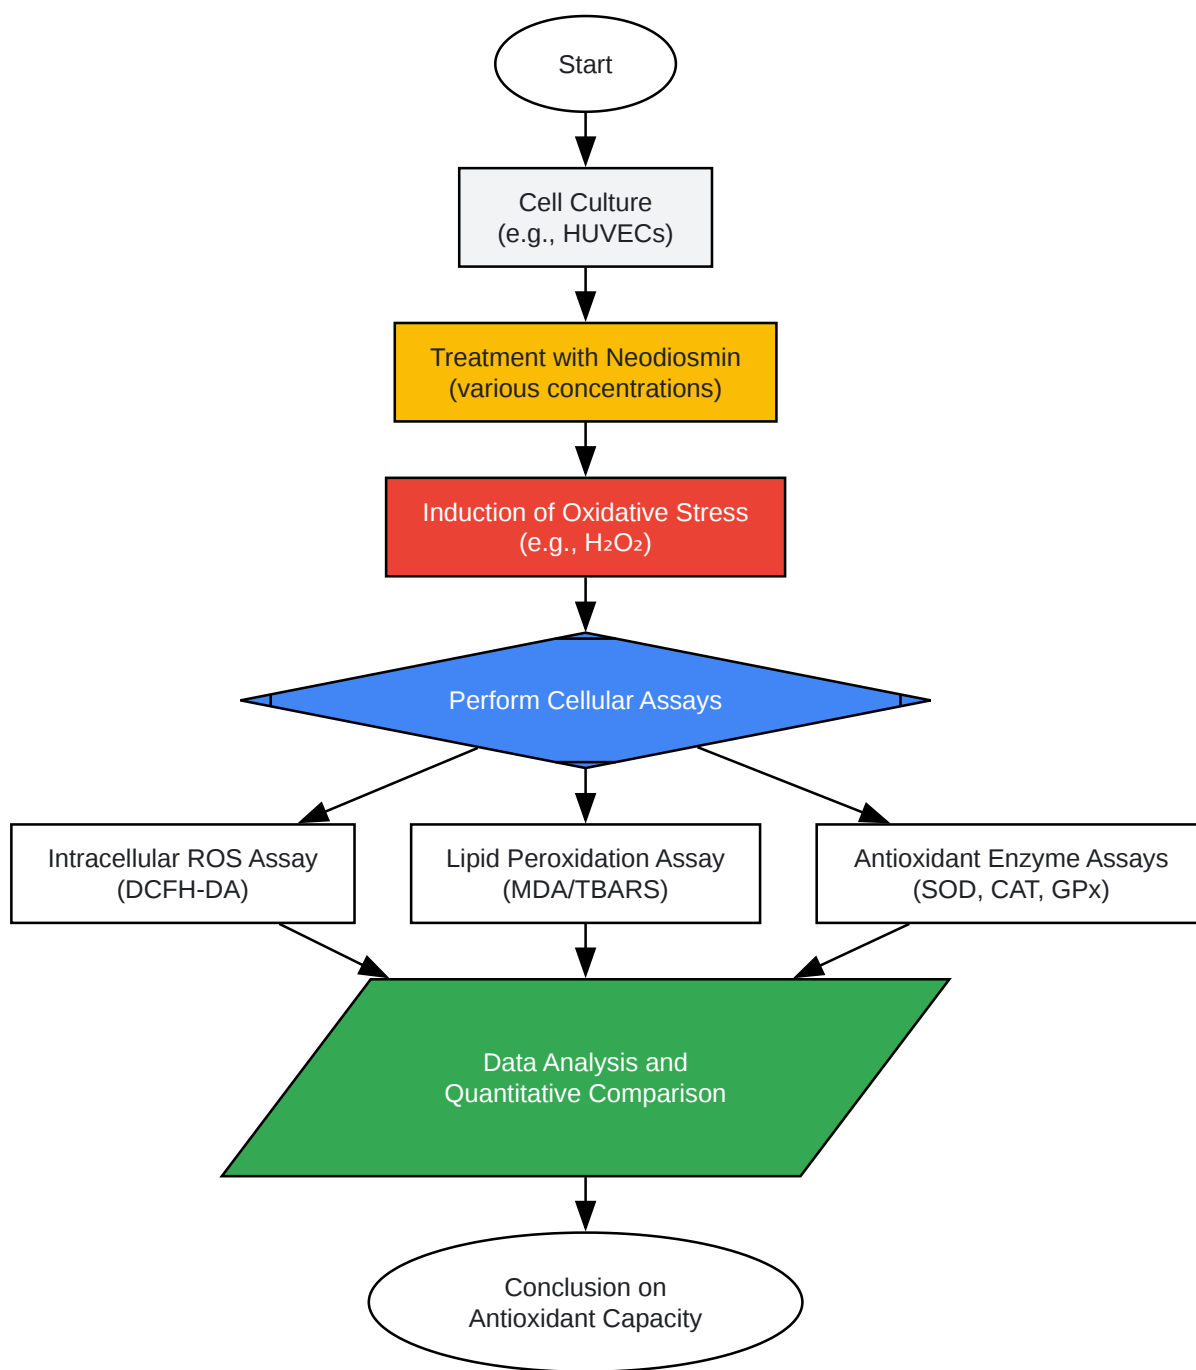 Start
Cell Culture
(e.g., HUVECs)
Treatment with Neodiosmin
(various concentrations)
Induction of Oxidative Stress
(e.g., H₂O₂)
Perform Cellular Assays
Intracellular ROS Assay
(DCFH-DA)
Lipid Peroxidation Assay
(MDA/TBARS)
Antioxidant Enzyme Assays
(SOD, CAT, GPx)
Data Analysis and
Quantitative Comparison
Conclusion on
Antioxidant Capacity